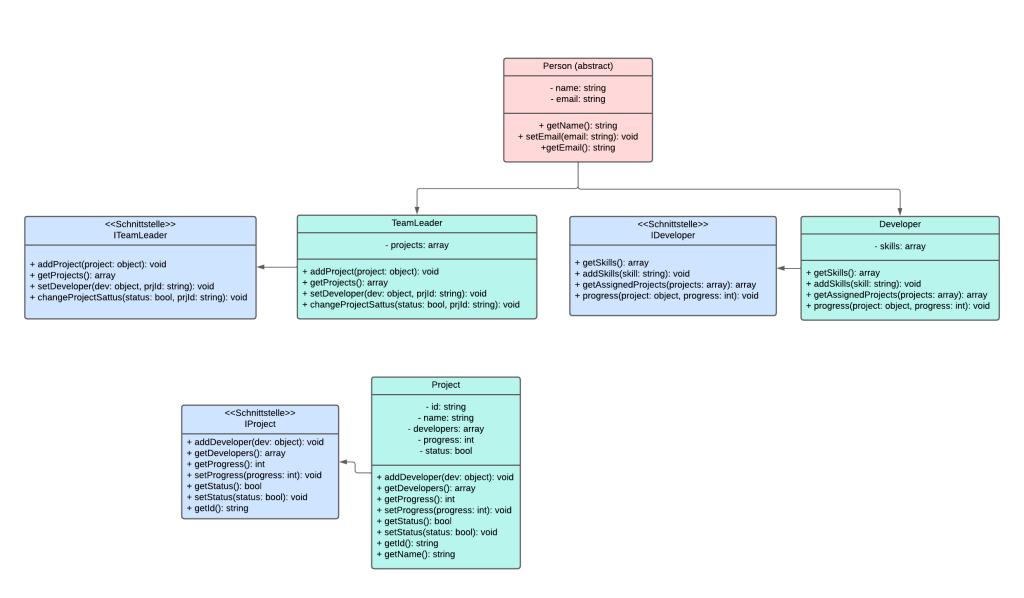 Person (abstract)
- name: string
- email: string
+ getName(): string
+ setEmail(email: string): void
+getEmail(): string
<<Schnittstelle>>
ITeamLeader
+ addProject(project: object): void
+ getProjects(): array
+ setDeveloper(dev: object, prjId: string): void
+ changeProjectSattus(status: bool, prjId: string): void
TeamLeader
- projects: array
+ addProject(project: object): void
+ getProjects(): array
+ setDeveloper(dev: object, prjId: string): void
+ changeProjectSattus(status: bool, prjId: string): void
<<Schnittstelle>>
IDeveloper
+ getSkills(): array
+ addSkills(skill: string): void
+ getAssignedProjects(projects: array): array
+ progress(project: object, progress: int): void
Developer
- skills: array
+ getSkills(): array
+ addSkills(skill: string): void
+ getAssignedProjects(projects: array): array
+ progress(project: object, progress: int): void
<<Schnittstelle>>
IProject
+ addDeveloper(dev: object): void
+ getDevelopers(): array
+ getProgress(): int
+ setProgress(progress: int): void
+ getStatus(): bool
+ setStatus(status: bool): void
+ getId(): string
Project
- id: string
- name: string
- developers: array
- progress: int
- status: bool
+ addDeveloper(dev: object): void
+ getDevelopers(): array
+ getProgress(): int
+ setProgress(progress: int): void
+ getStatus(): bool
+ setStatus(status: bool): void
+ getId(): string
+ getName(): string